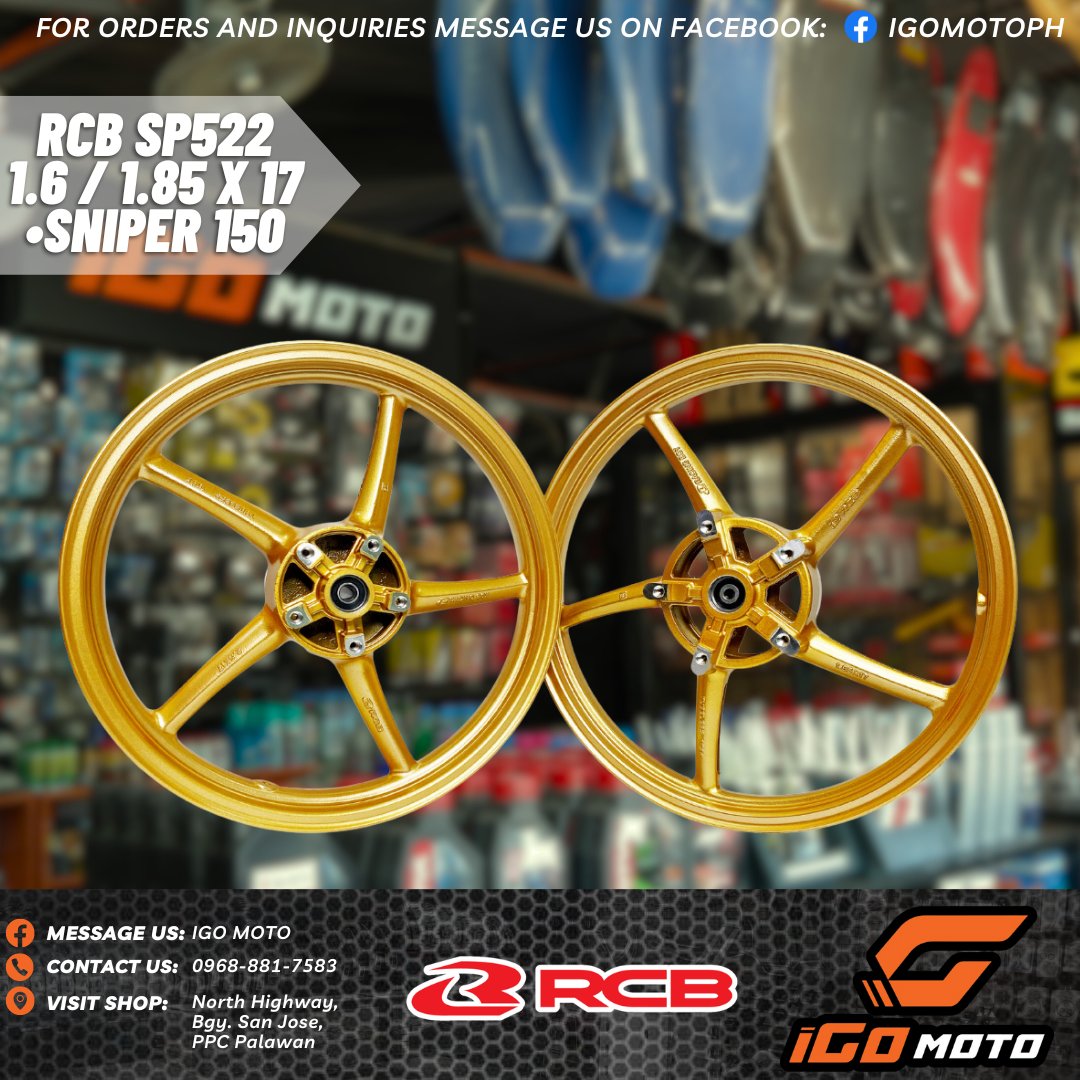 FOR ORDERS AND INQUIRIES MESSAGE US ON FACEBOOK: IGOMOTOPH
RCB SP522
1.6 / 1.85 X 17
•SNIPER 150
iGO MOTO
MESSAGE US: IGO MOTO
CONTACT US: 0968-881-7583
VISIT SHOP: North Highway,
Bgy. San Jose,
PPC Palawan
RCB
iGO MOTO